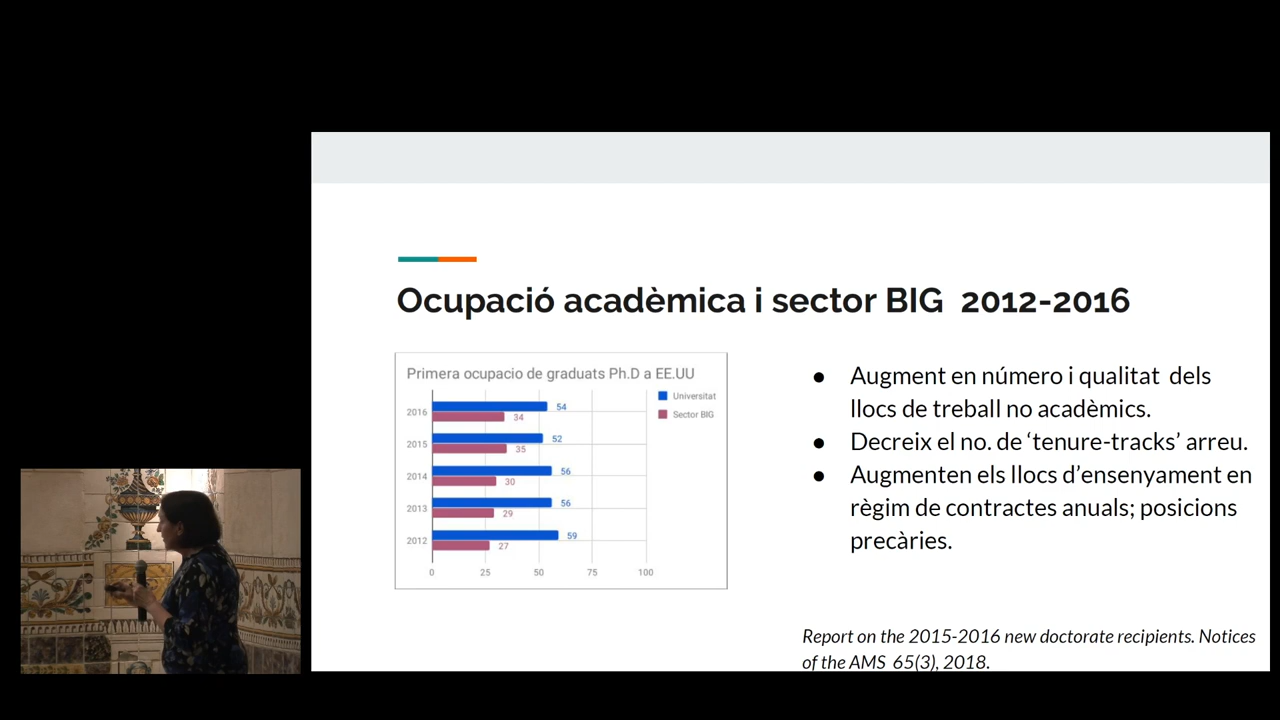 Ocupació acadèmica i sector BIG 2012-2016
Primera ocupacio de graduats Ph.D a EE.UU
Universitat
Sector BIG
2016
54
34
2015
52
35
2014
56
30
2013
56
29
2012
59
27
0
25
50
75
100
● Augment en número i qualitat dels
llocs de treball no acadèmics.
● Decreix el no. de ‘tenure-tracks’ arreu.
● Augmenten els llocs d’ensenyament en
règim de contractes anuals; posicions
precàries.
Report on the 2015-2016 new doctorate recipients. Notices
of the AMS 65(3), 2018.